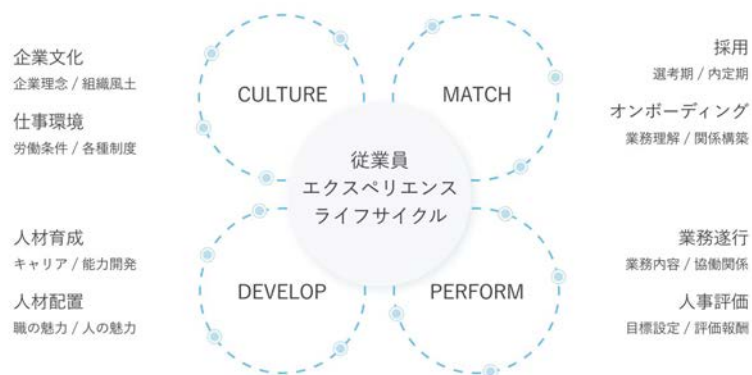 企業文化
企業理念 / 組織風土
仕事環境
労働条件 / 各種制度
CULTURE
MATCH
採用
選考期 / 内定期
オンボーディング
業務理解 / 関係構築
従業員
エクスペリエンス
ライフサイクル
人材育成
キャリア / 能力開発
人材配置
職の魅力 / 人の魅力
DEVELOP
PERFORM
業務遂行
業務内容 / 協働関係
人事評価
目標設定 / 評価報酬